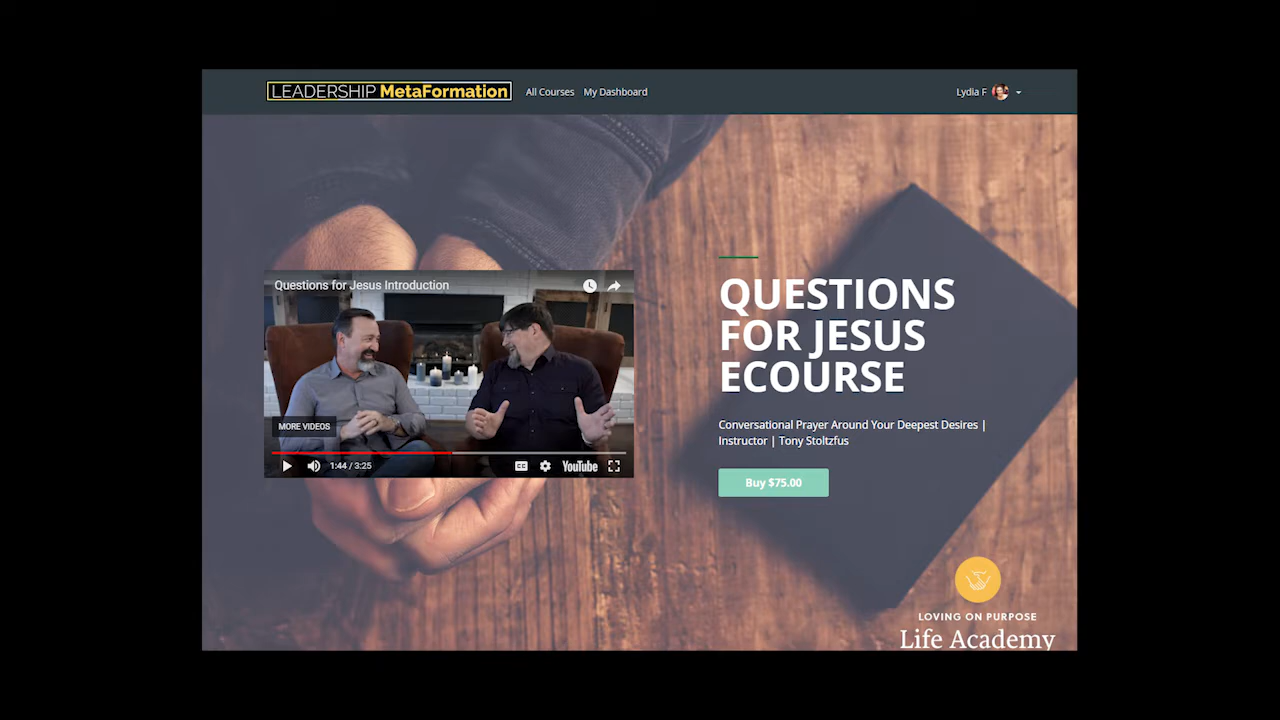 LEADERSHIP MetaFormation
All Courses
My Dashboard
Lydia F
Questions for Jesus Introduction
MORE VIDEOS
1:44 / 3:25
CC
YouTube
QUESTIONS
FOR JESUS
ECOURSE
Conversational Prayer Around Your Deepest Desires |
Instructor | Tony Stoltzfus
Buy $75.00
LOVING ON PURPOSE
Life Academy